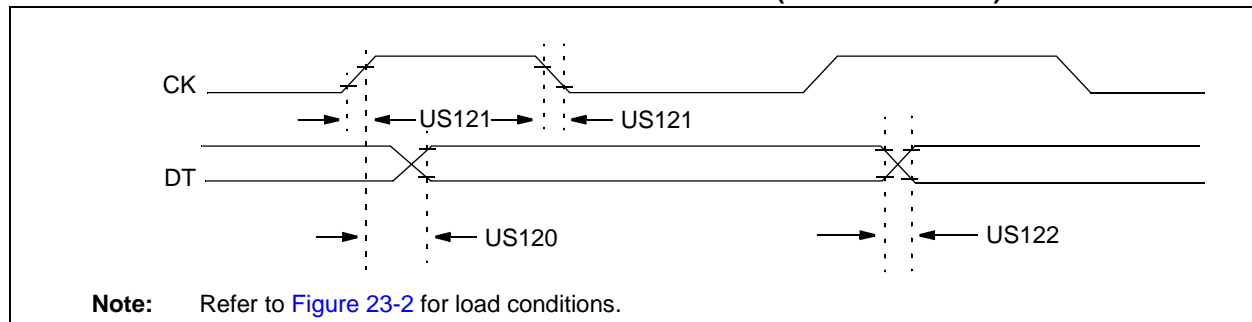 CK
US121
US121
DT
US120
US122
Note: Refer to Figure 23-2 for load conditions.